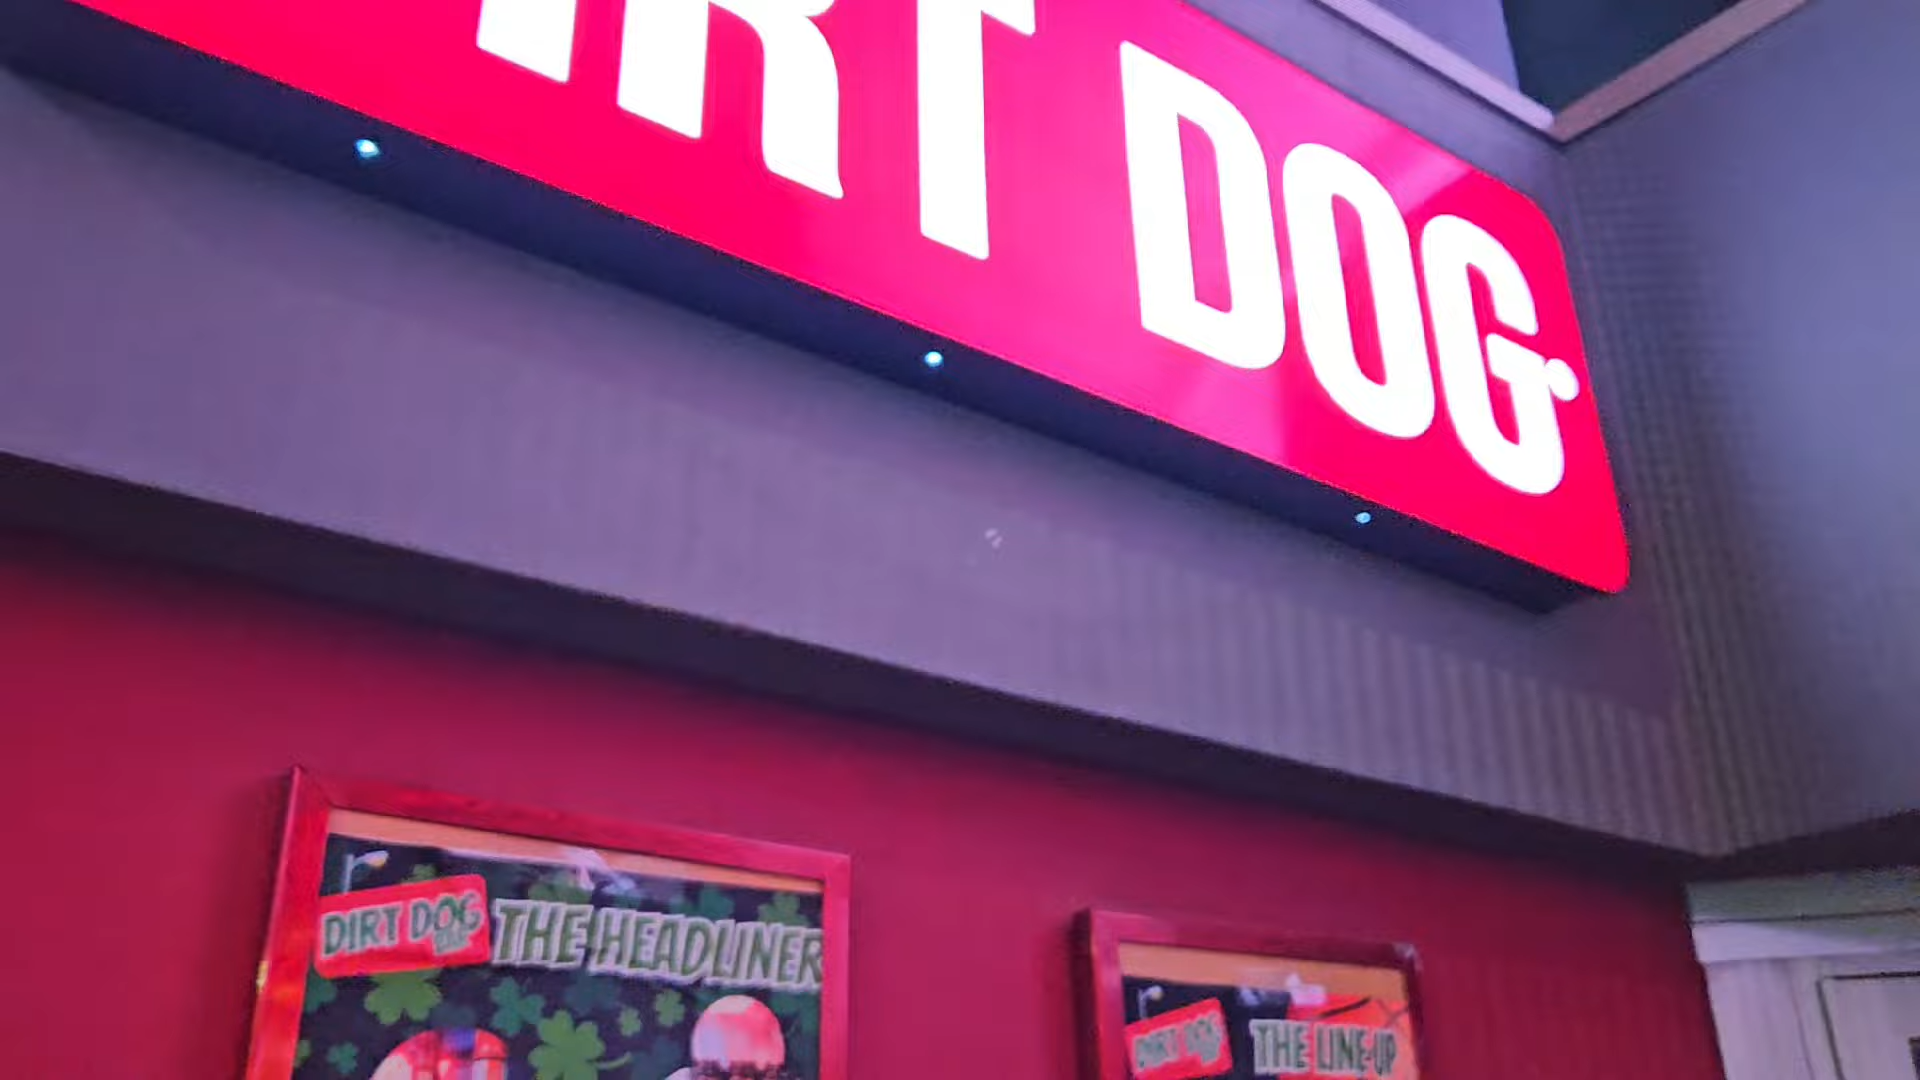 IRT DOG
DIRT DOG
THE HEADLINER
DIRT DOG
THE LINE-UP